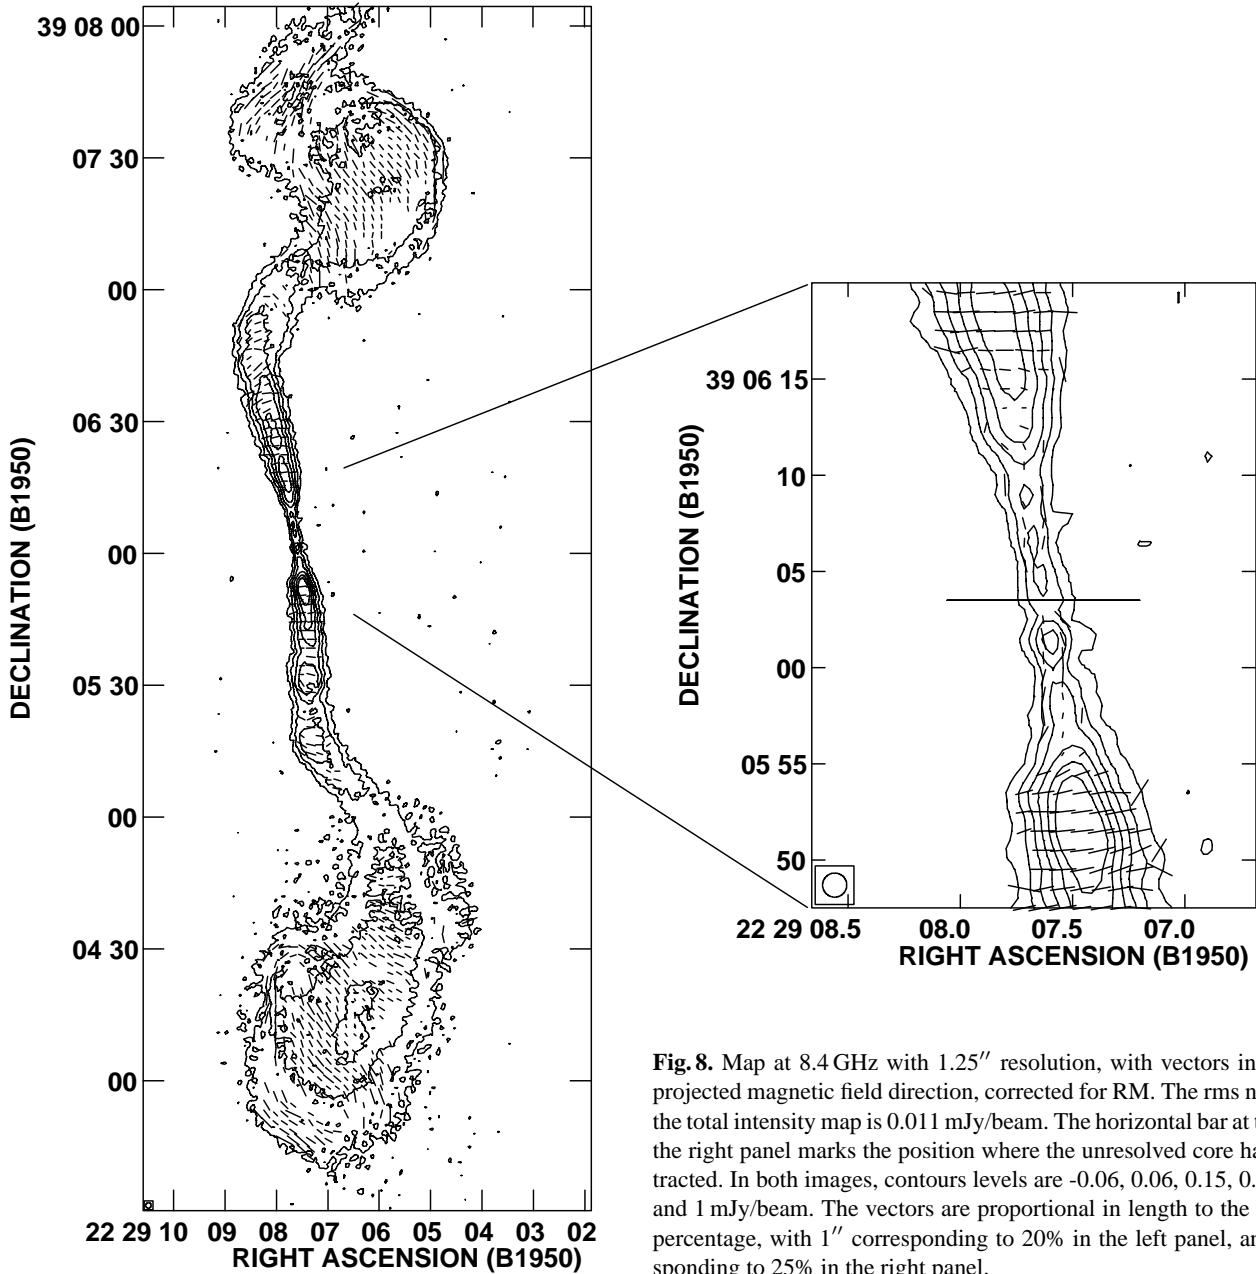 39 08 00
07 30
00
06 30
00
05 30
00
04 30
00
DECLINATION (B1950)
22 29 10 09 08 07 06 05 04 03 02
RIGHT ASCENSION (B1950)
39 06 15
10
05
00
05 55
50
DECLINATION (B1950)
22 29 08.5 08.0 07.5 07.0
RIGHT ASCENSION (B1950)
Fig. 8. Map at 8.4 GHz with 1.25″ resolution, with vectors in
projected magnetic field direction, corrected for RM. The rms n
the total intensity map is 0.011 mJy/beam. The horizontal bar at t
the right panel marks the position where the unresolved core ha
tracted. In both images, contours levels are -0.06, 0.06, 0.15, 0.
and 1 mJy/beam. The vectors are proportional in length to the
percentage, with 1″ corresponding to 20% in the left panel, an
sponding to 25% in the right panel.